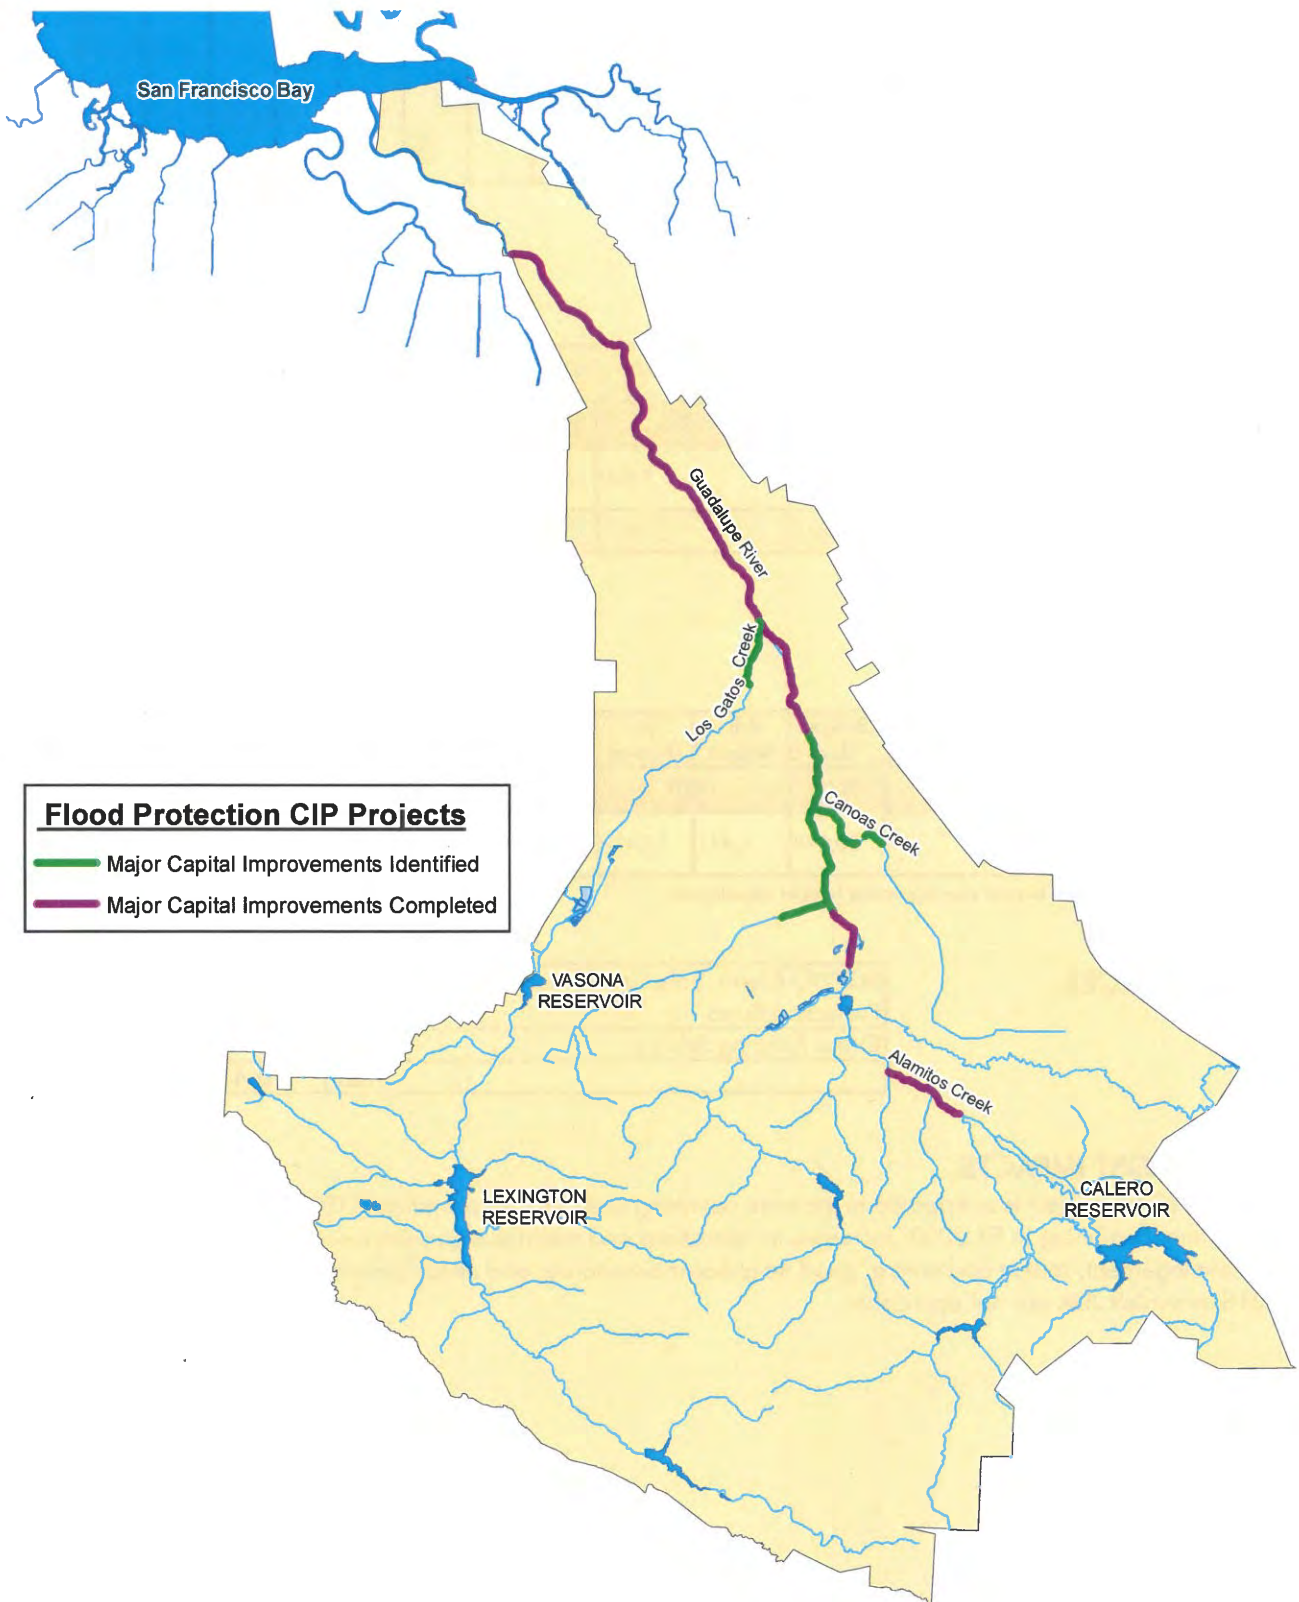 San Francisco Bay
Guadalupe River
Los Gatos Creek
Canoas Creek
Flood Protection CIP Projects
Major Capital Improvements Identified
Major Capital Improvements Completed
VASONA
RESERVOIR
Alamitos Creek
LEXINGTON
RESERVOIR
CALERO
RESERVOIR